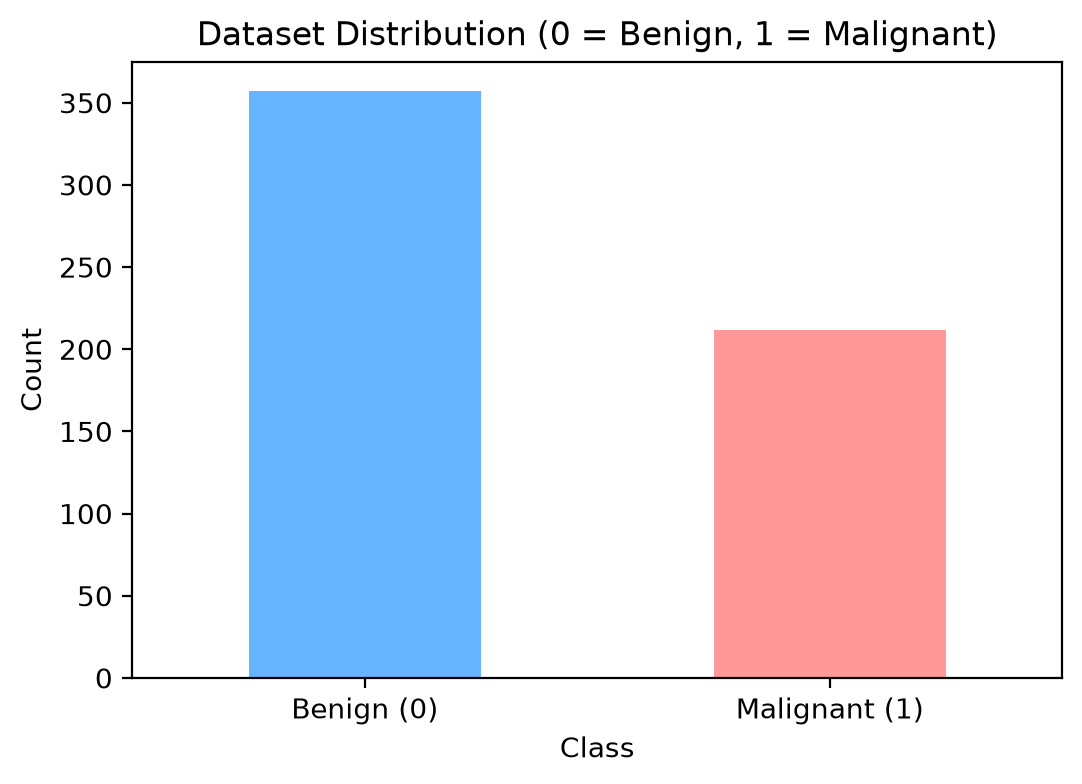 Dataset Distribution (0 = Benign, 1 = Malignant)
350
300
250
200
150
100
50
0
Count
Benign (0)
Malignant (1)
Class